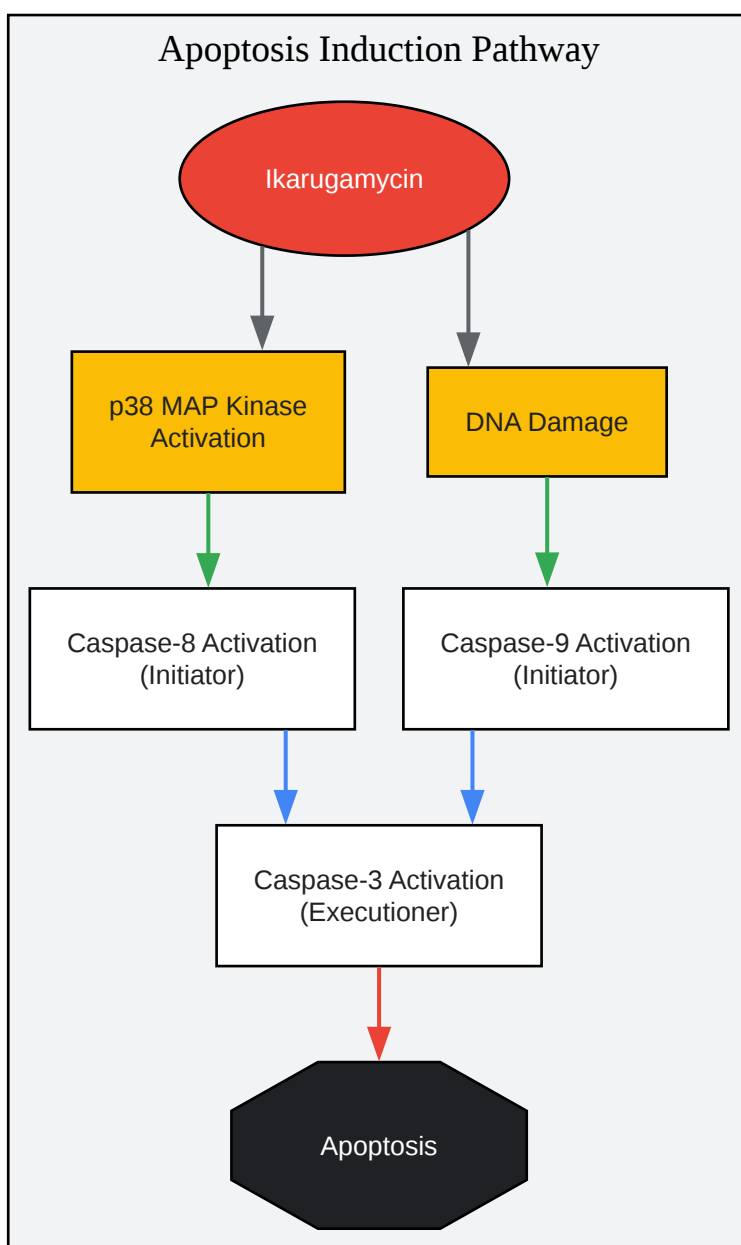 Apoptosis Induction Pathway
Ikarugamycin
p38 MAP Kinase
Activation
DNA Damage
Caspase-8 Activation
(Initiator)
Caspase-9 Activation
(Initiator)
Caspase-3 Activation
(Executioner)
Apoptosis